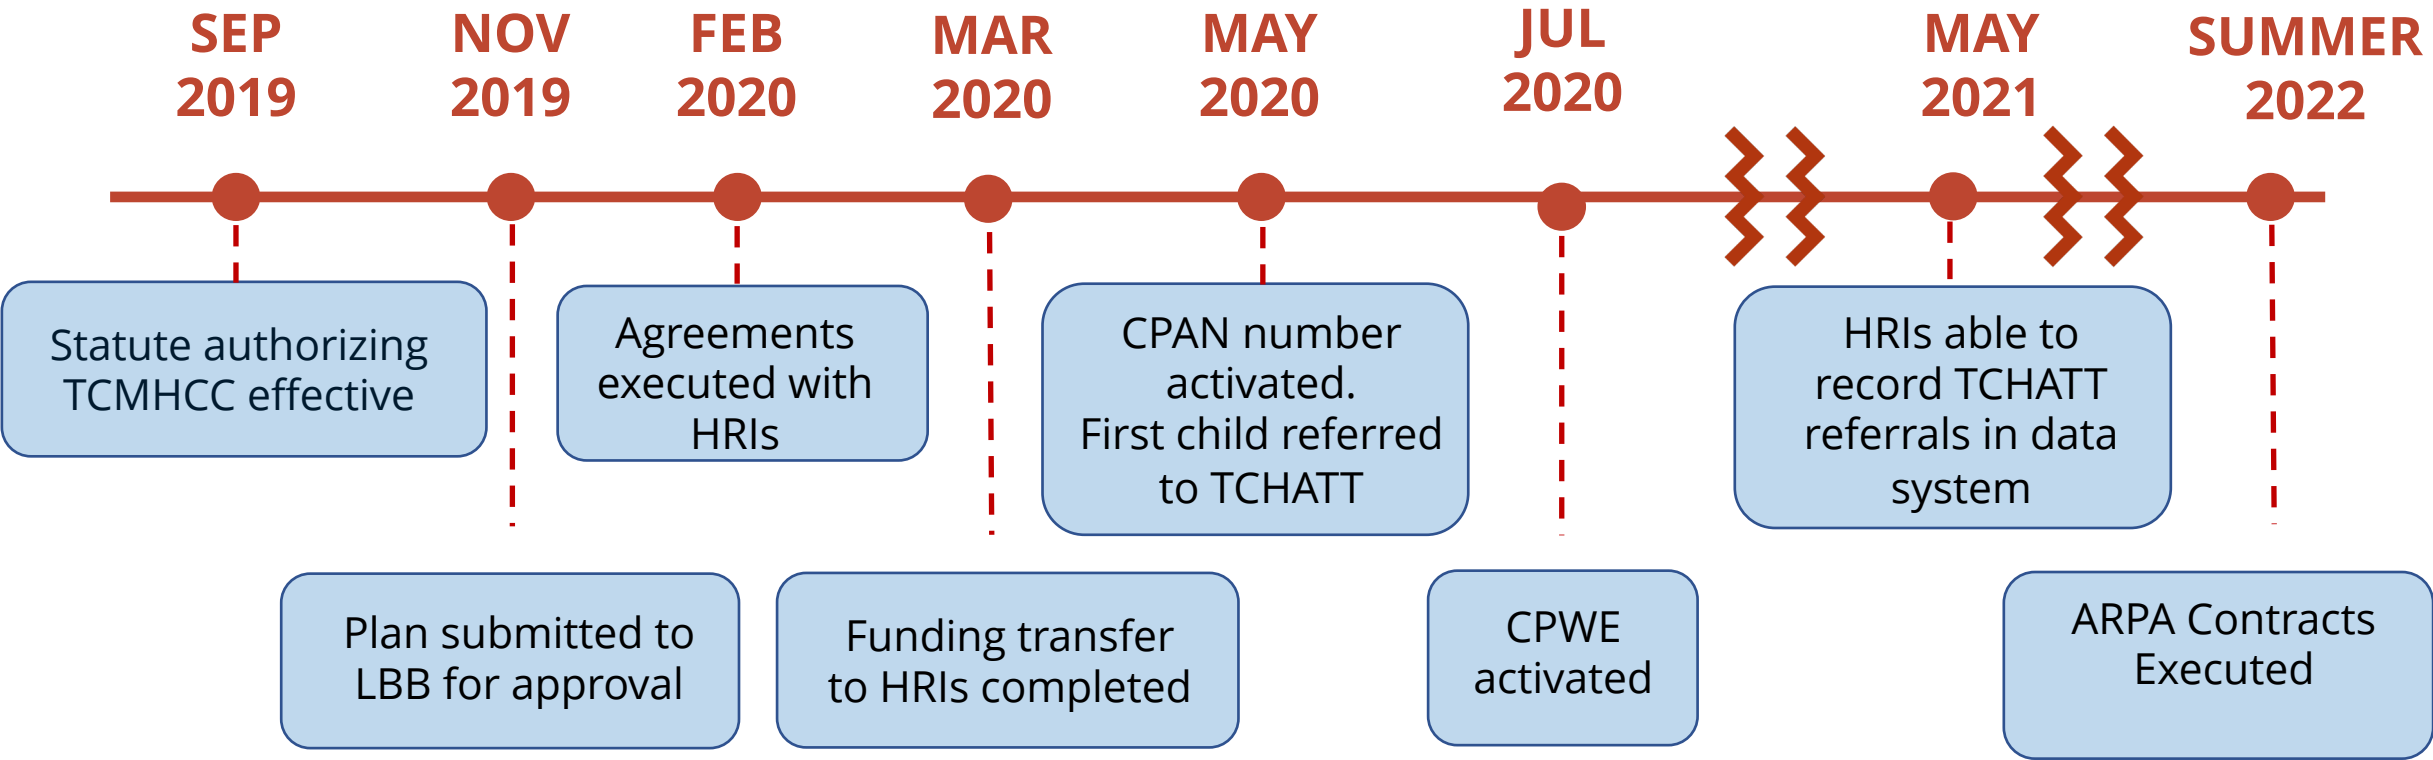 SEP
2019
NOV
2019
FEB
2020
MAR
2020
MAY
2020
JUL
2020
MAY
2021
SUMMER
2022
Statute authorizing
TCMHCC effective
Plan submitted to
LBB for approval
Agreements
executed with
HRIs
Funding transfer
to HRIs completed
CPAN number
activated.
First child referred
to TCHATT
CPWE
activated
HRIs able to
record TCHATT
referrals in data
system
ARPA Contracts
Executed